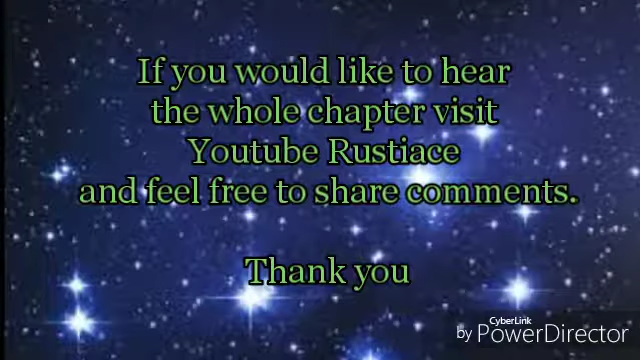 If you would like to hear
the whole chapter visit
Youtube Rustiace
and feel free to share comments.
Thank you
CyberLink
by PowerDirector